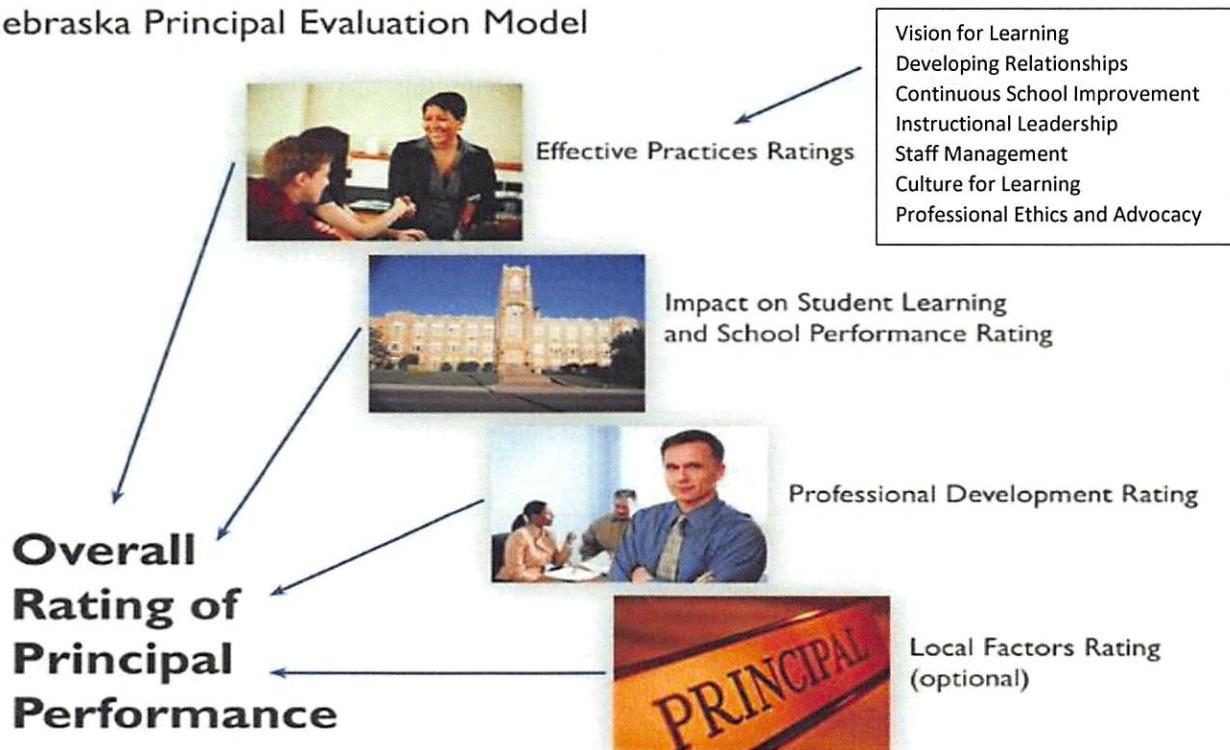 ebraska Principal Evaluation Model
Vision for Learning
Developing Relationships
Continuous School Improvement
Instructional Leadership
Staff Management
Culture for Learning
Professional Ethics and Advocacy
Effective Practices Ratings
Impact on Student Learning
and School Performance Rating
Professional Development Rating
Local Factors Rating
(optional)
PRINCIPAL
Overall
Rating of
Principal
Performance